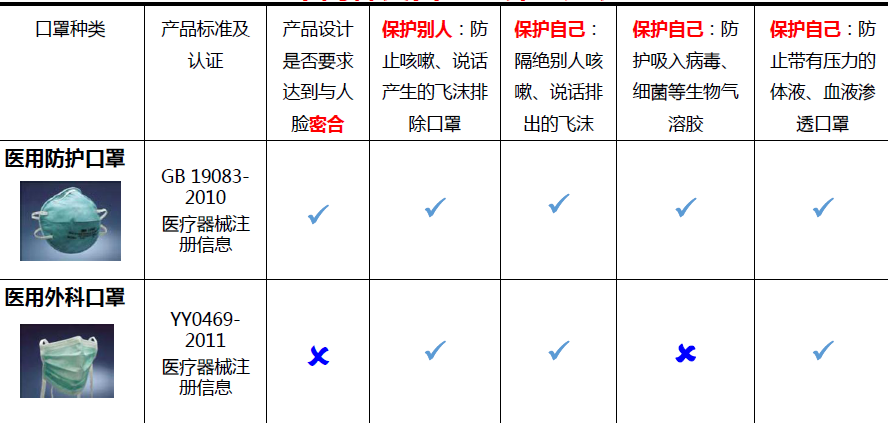 口罩种类
产品标准及
认证
产品设计
是否要求
达到与人
脸密合
保护别人：防
止咳嗽、说话
产生的飞沫排
除口罩
保护自己：
隔绝别人咳
嗽、说话排
出的飞沫
保护自己：防
护吸入病毒、
细菌等生物气
溶胶
保护自己：防
止带有压力的
体液、血液渗
透口罩
医用防护口罩
GB 19083-
2010
医疗器械注
册信息
✓
✓
✓
✓
✓
医用外科口罩
YY0469-
2011
医疗器械注
册信息
✘
✓
✓
✘
✓